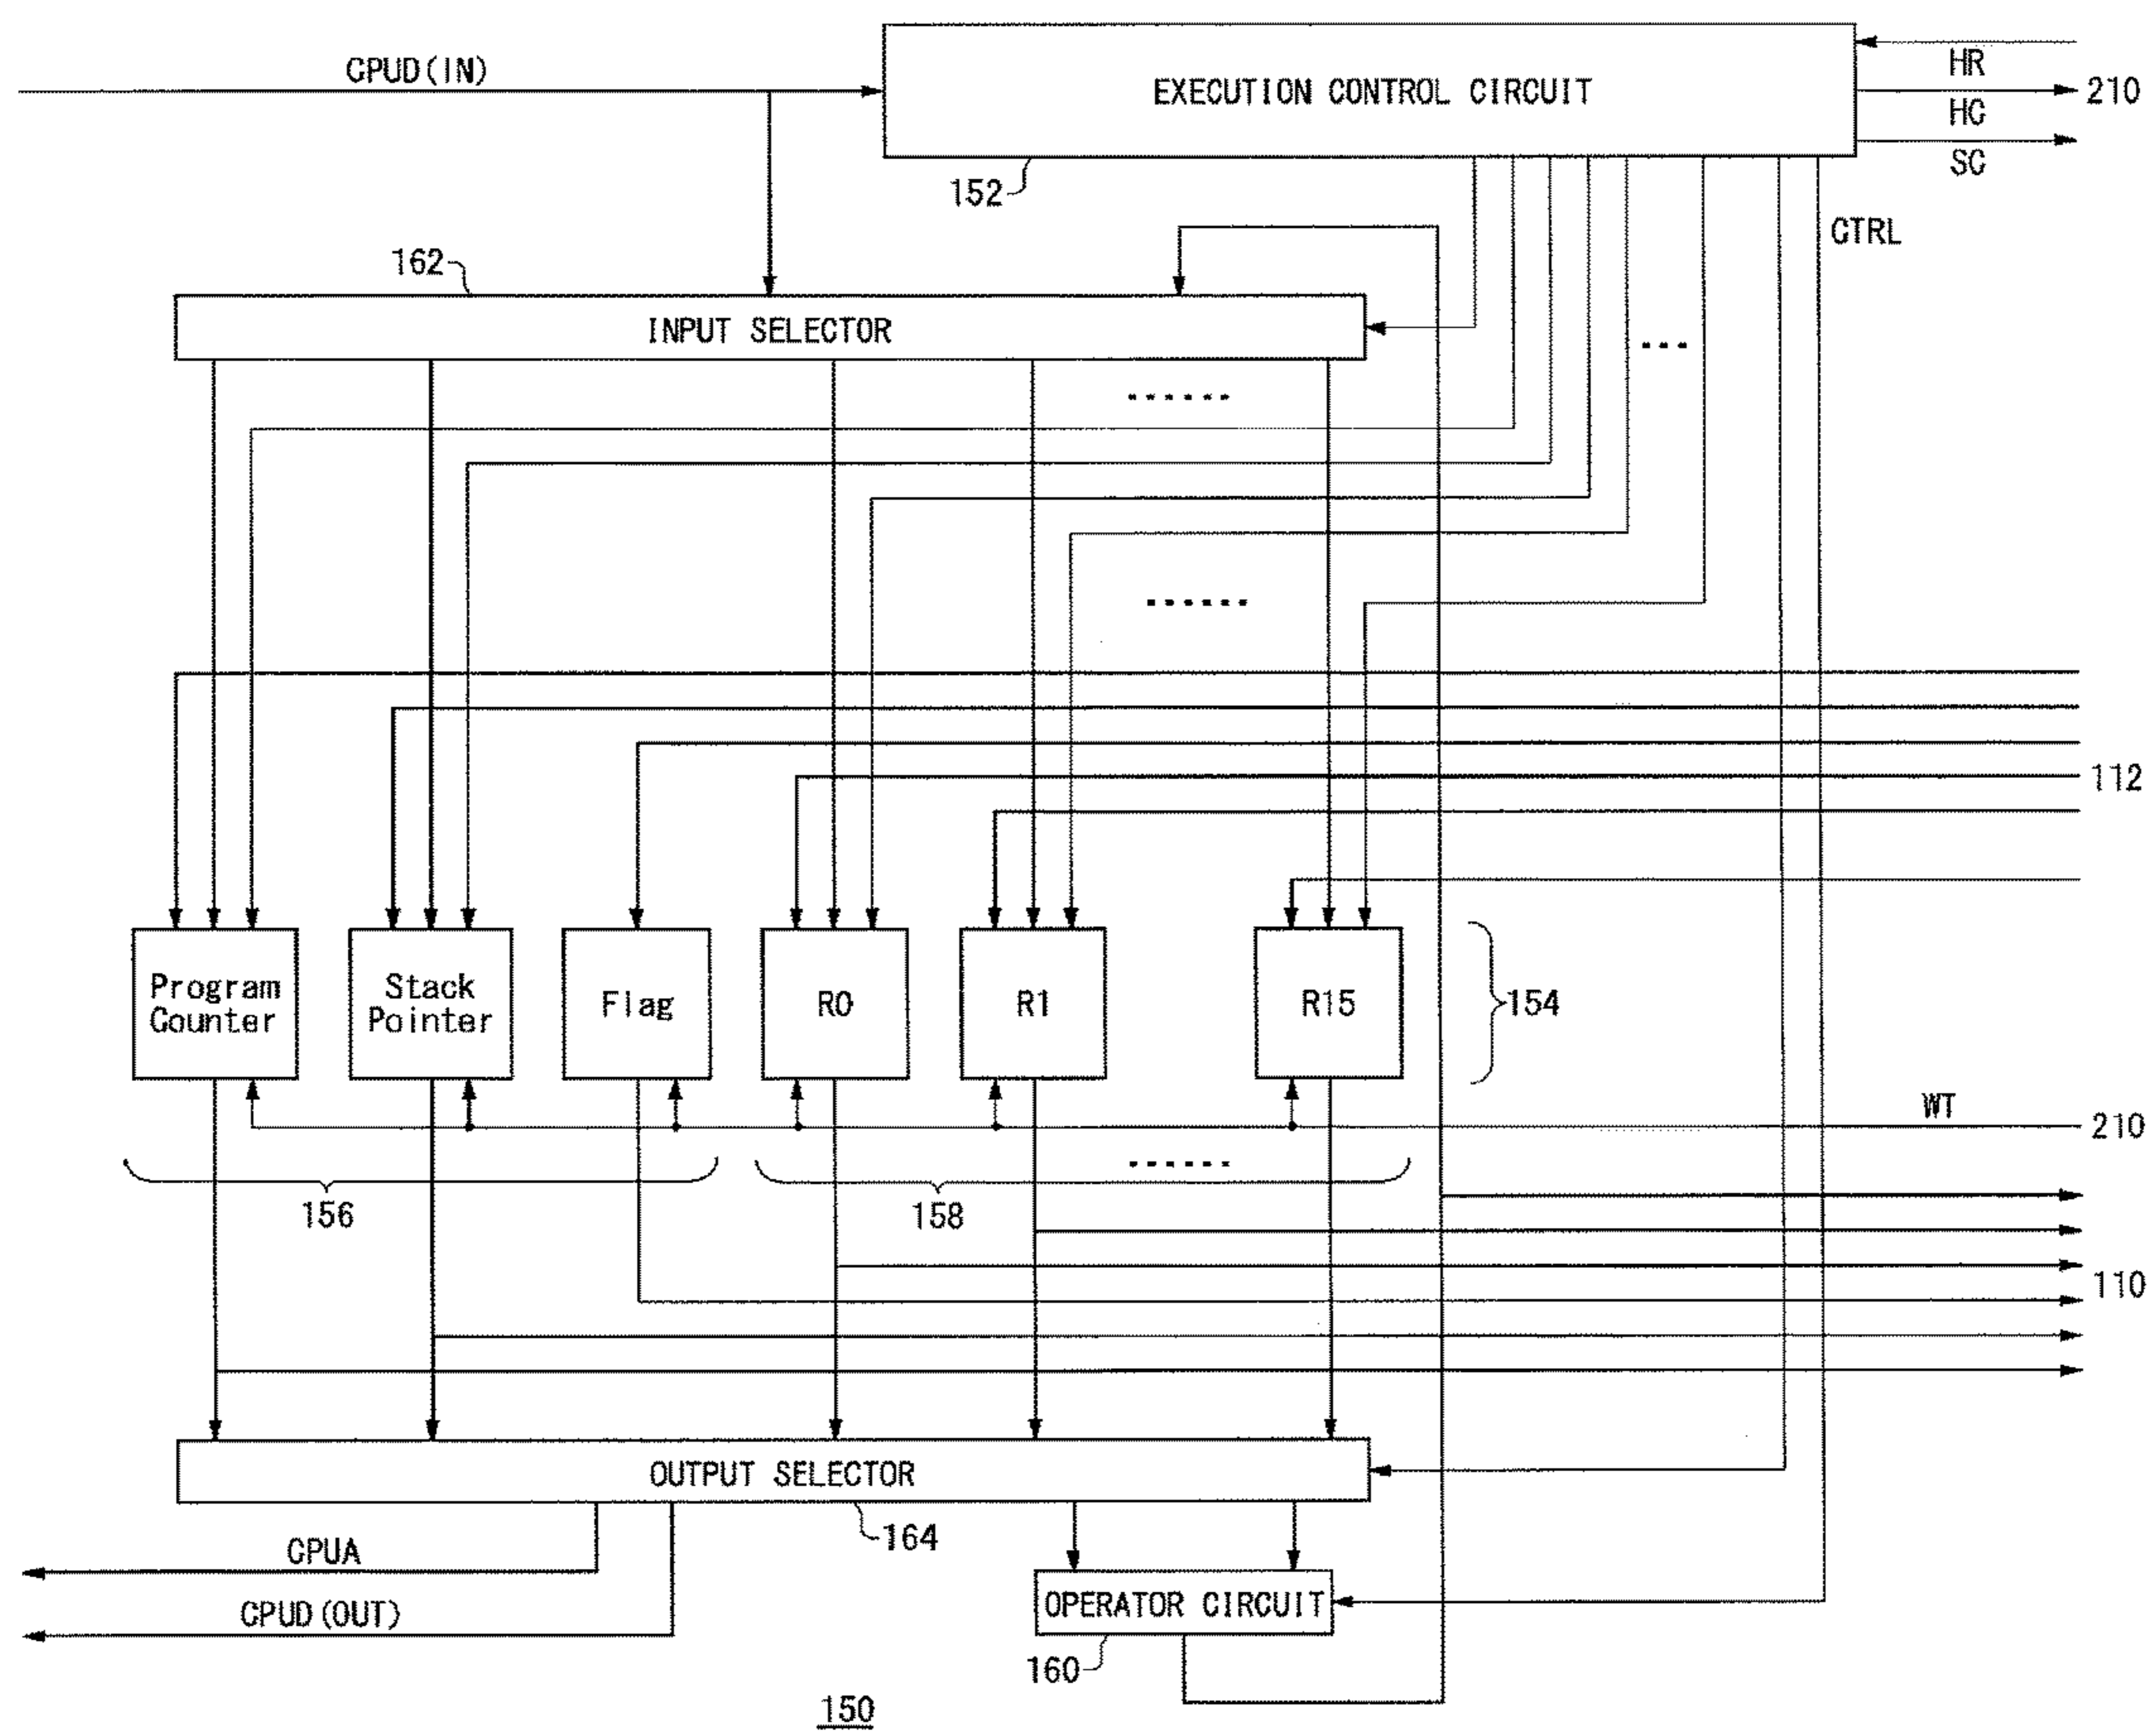 CPUD(IN)
EXECUTION CONTROL CIRCUIT
HR
210
HC
SC
152
CTRL
162
INPUT SELECTOR
...
......
......
112
Program
Counter
Stack
Pointer
Flag
R0
R1
R15
154
WT
210
......
156
158
110
OUTPUT SELECTOR
164
CPUA
CPUD(OUT)
OPERATOR CIRCUIT
160
150